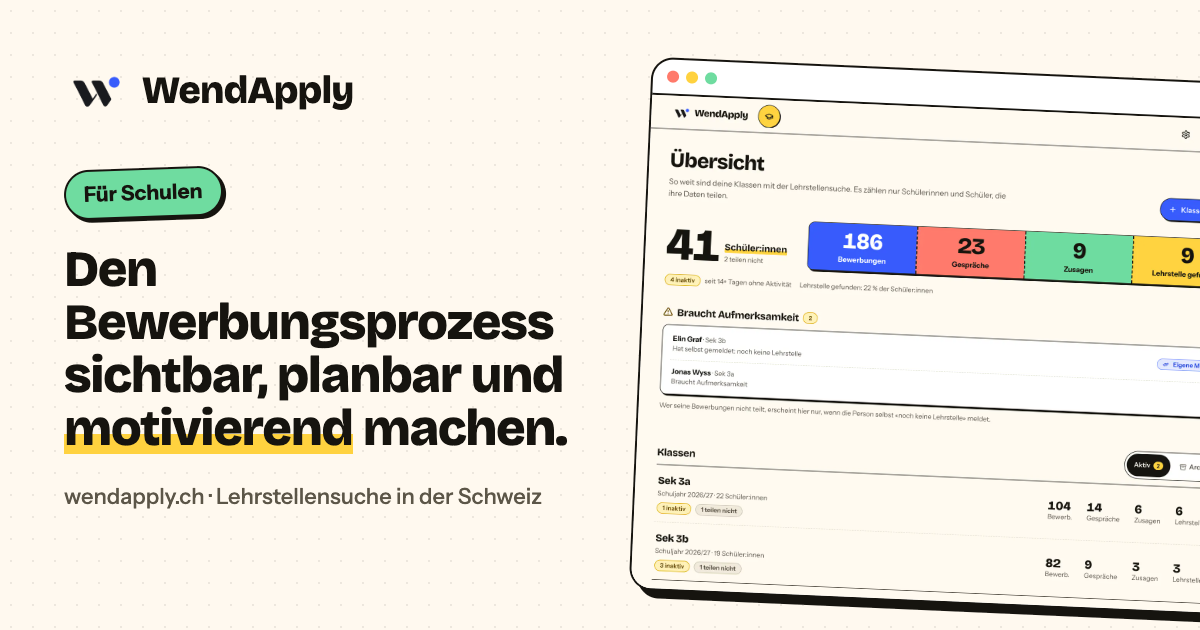 WendApply
Für Schulen
Den
Bewerbungsprozess
sichtbar, planbar und
motivierend machen.
wendapply.ch · Lehrstellensuche in der Schweiz
WendApply
Übersicht
So weit sind deine Klassen mit der Lehrstellensuche. Es zählen nur Schülerinnen und Schüler, die
ihre Daten teilen.
+ Klass
41 Schüler:innen
2 teilen nicht
186 Bewerbungen
23 Gespräche
9 Zusagen
9 Lehrstelle gefu
4 inaktiv seit 14+ Tagen ohne Aktivität Lehrstelle gefunden: 22 % der Schüler:innen
Braucht Aufmerksamkeit 2
Elin Graf · Sek 3b
Hat selbst gemeldet: noch keine Lehrstelle
Eigene M
Jonas Wyss · Sek 3a
Braucht Aufmerksamkeit
Wer seine Bewerbungen nicht teilt, erscheint hier nur, wenn die Person selbst «noch keine Lehrstelle» meldet.
Klassen
Aktiv 2 Arc
Sek 3a
Schuljahr 2026/27 · 22 Schüler:innen
1 inaktiv 1 teilen nicht
104 Bewerb.
14 Gespräche
6 Zusagen
6 Lehrstel
Sek 3b
Schuljahr 2026/27 · 19 Schüler:innen
3 inaktiv 1 teilen nicht
82 Bewerb.
9 Gespräche
3 Zusagen
3 Lehrstelle